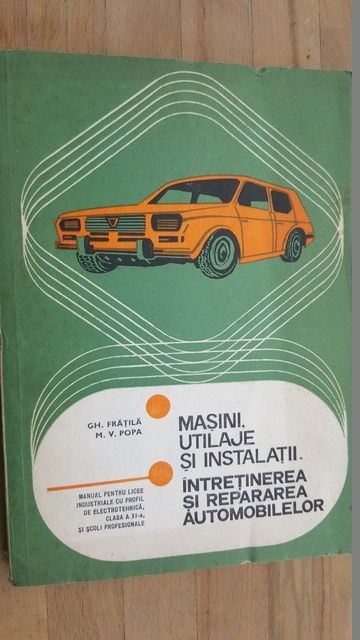 GH. FRĂȚILĂ
M. V. POPA
MAȘINI,
UTILAJE
ȘI INSTALAȚII.
ÎNTREȚINEREA
ȘI REPARAREA
AUTOMOBILELOR
MANUAL PENTRU LICEE
INDUSTRIALE CU PROFIL
DE ELECTROTEHNICĂ,
CLASA A XI-a,
ȘI ȘCOLI PROFESIONALE